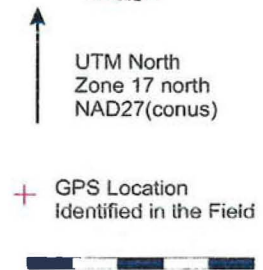 UTM North
Zone 17 north
NAD27(conus)
GPS Location
Identified in the Field